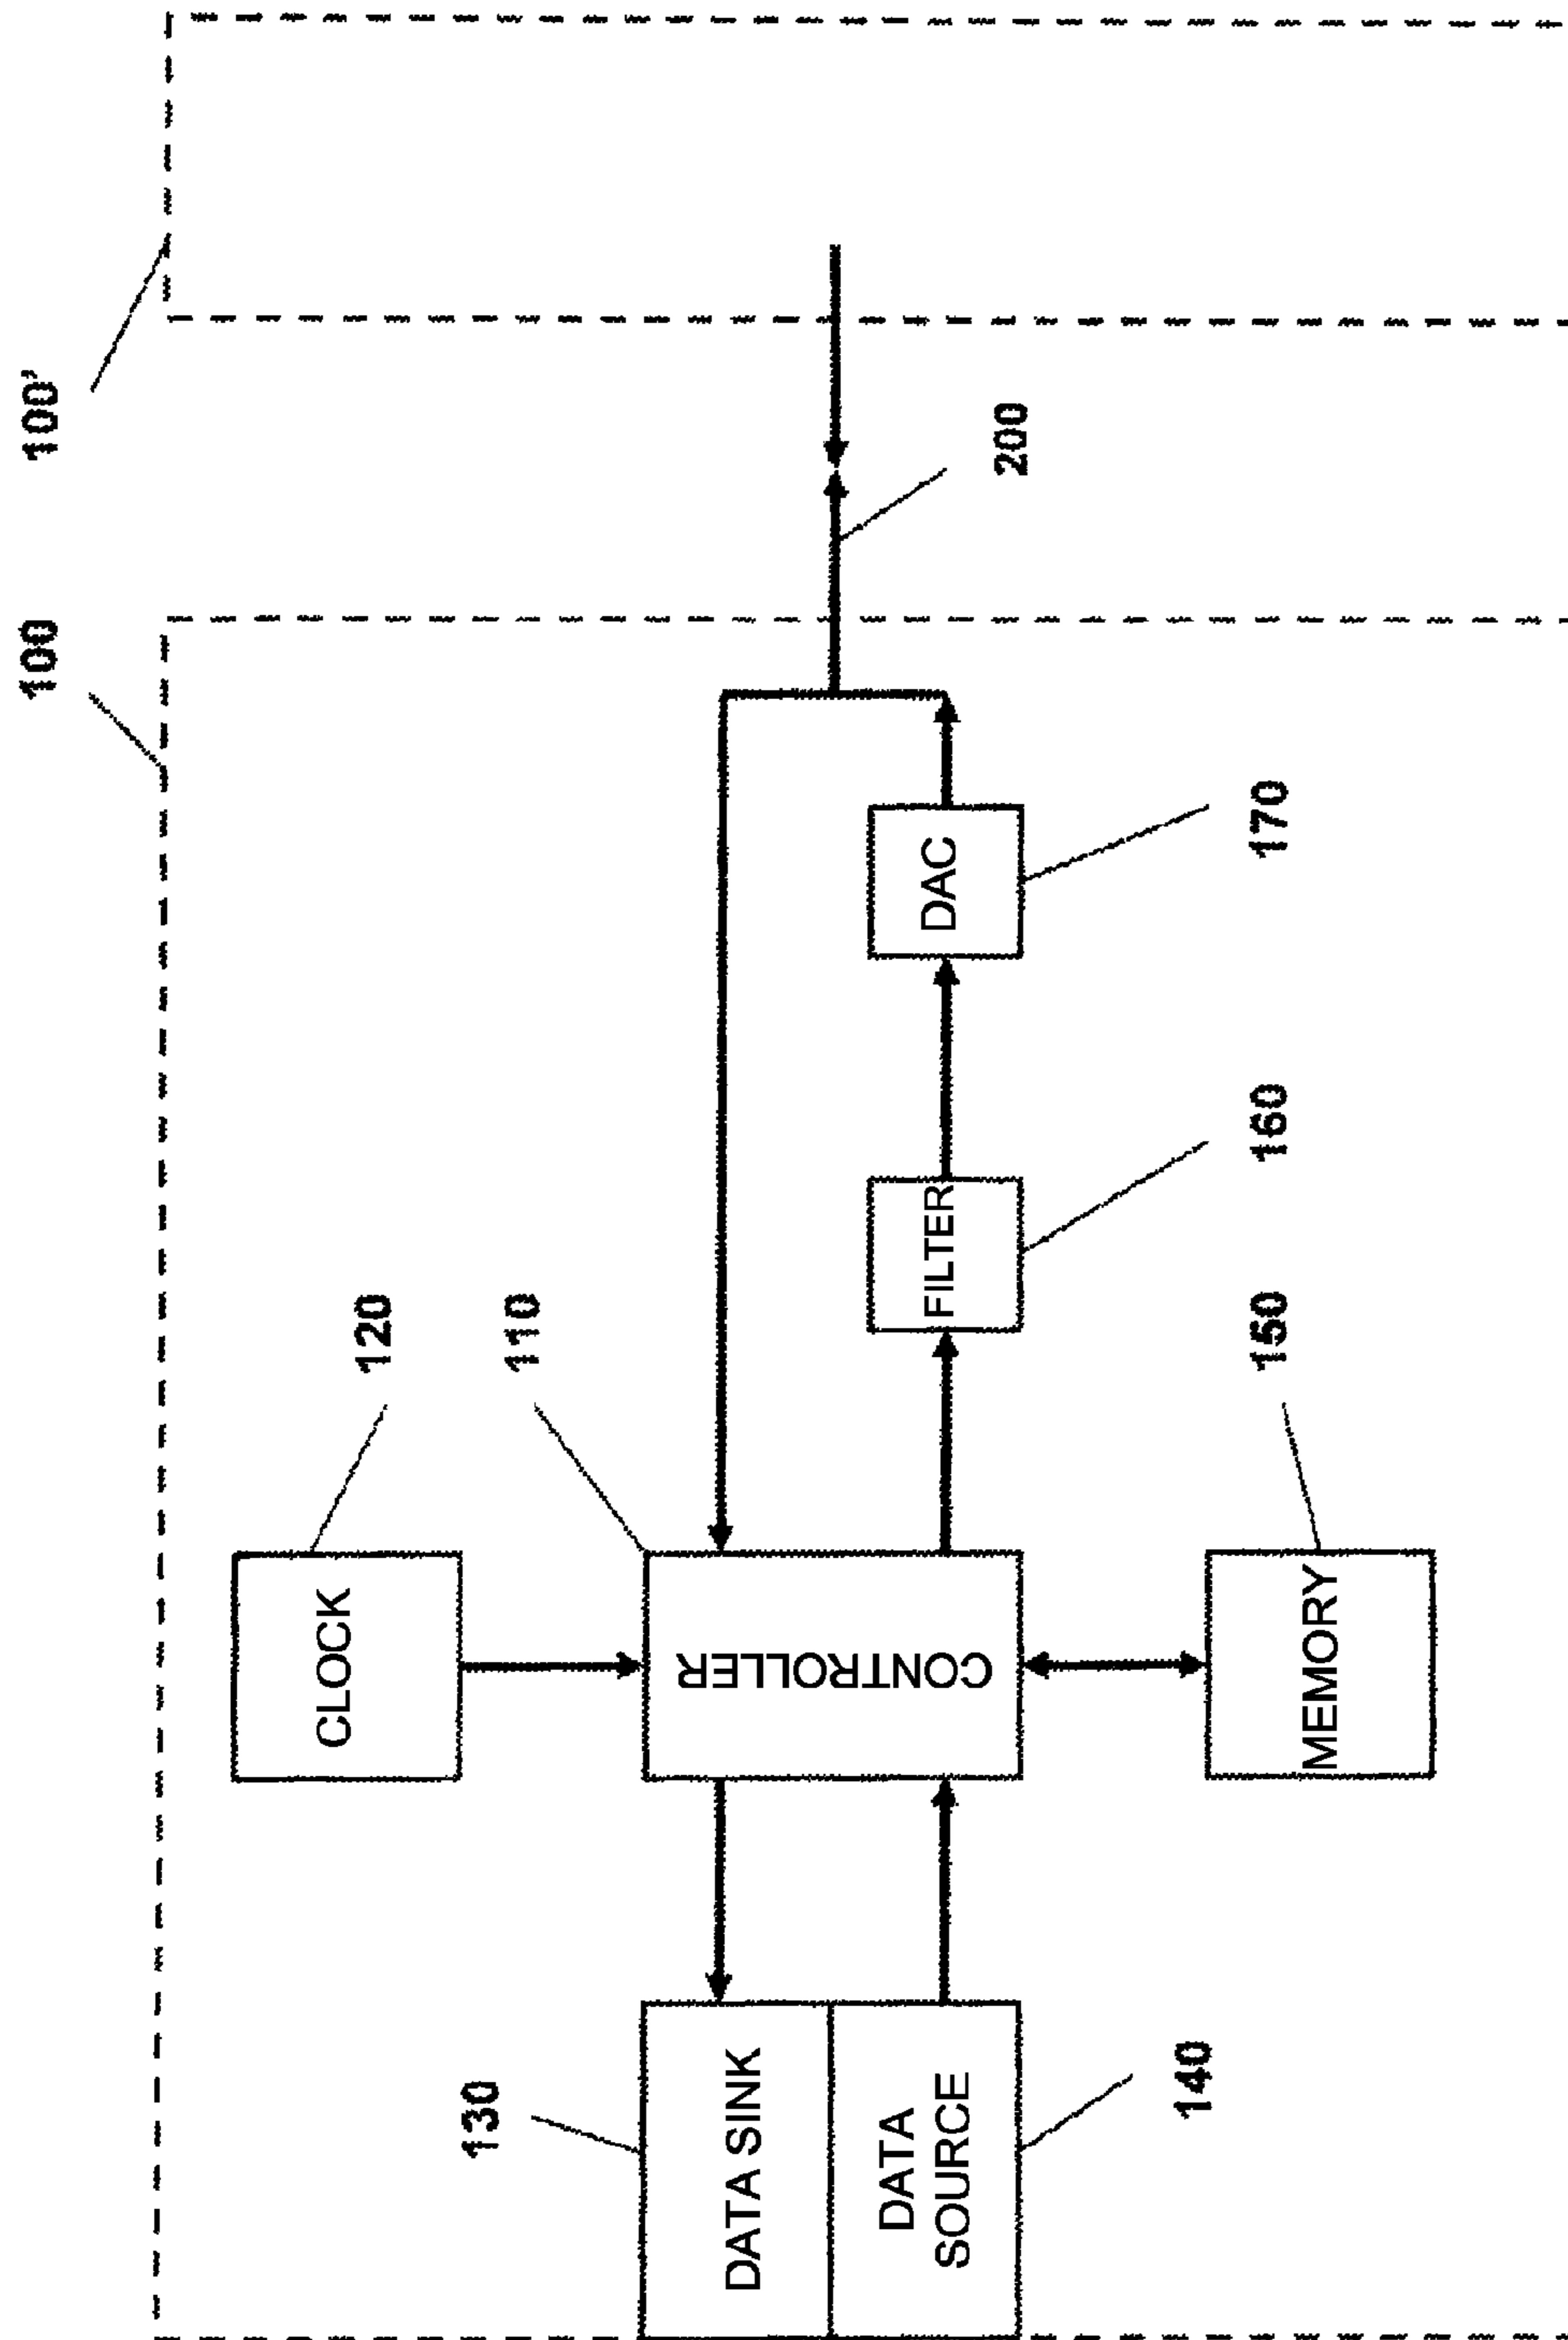 100
100'
120
CLOCK
110
CONTROLLER
130
DATA SINK
DATA
SOURCE
140
MEMORY
150
FILTER
160
DAC
170
200